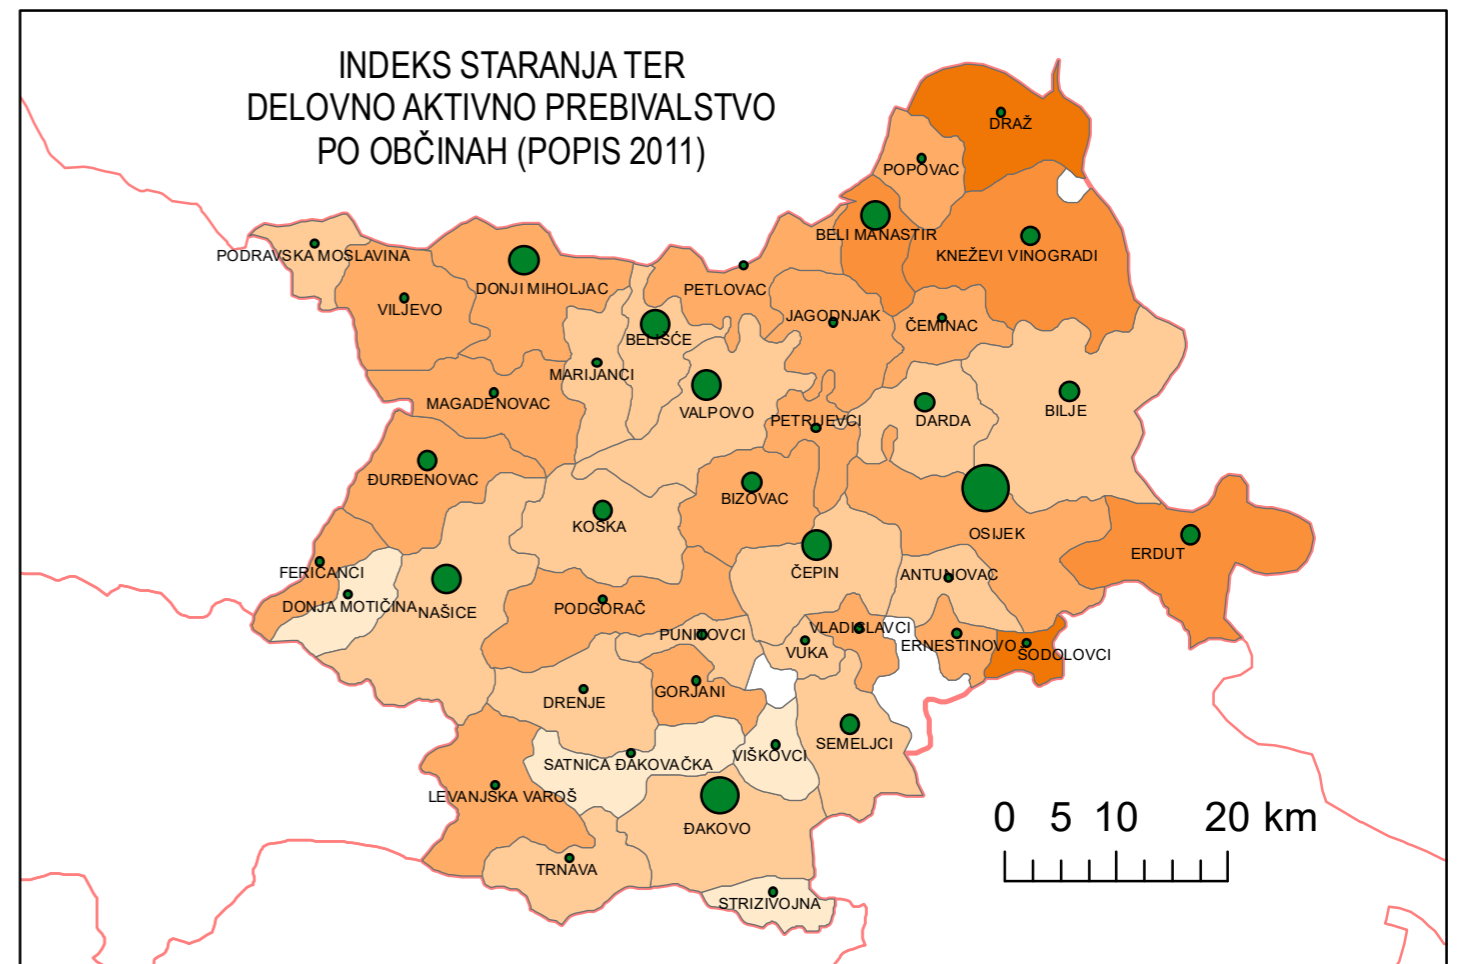 INDEKS STARANJA TER
DELOVNO AKTIVNO PREBIVALSTVO
PO OBČINAH (POPIS 2011)
DRAŽ
POPOVAC
BELI MANASTIR
KNEŽEVI VINOGRADI
PODRAVSKA MOSLAVINA
DONJI MIHOLJAC
PETLOVAC
VILJEVO
JAGODNJAK
ČEMINAC
BELIŠĆE
MARIJANCI
MAGADENOVAC
VALPOVO
PETRIJEVCI
DARDA
BILJE
ĐURĐENOVAC
BIZOVAC
KOŠKA
OSIJEK
ERDUT
FERIČANCI
ČEPIN
ANTUNOVAC
DONJA MOTIČINA
NAŠICE
PODGORAČ
PUNITOVCI
VLADISLAVCI
VUKA
ERNESTINOVO
ŠODOLOVCI
DRENJE
GORJANI
SEMELJCI
VIŠKOVCI
SATNICA ĐAKOVAČKA
LEVANJSKA VAROŠ
ĐAKOVO
TRNAVA
STRIZIVOJNA
0 5 10 20 km